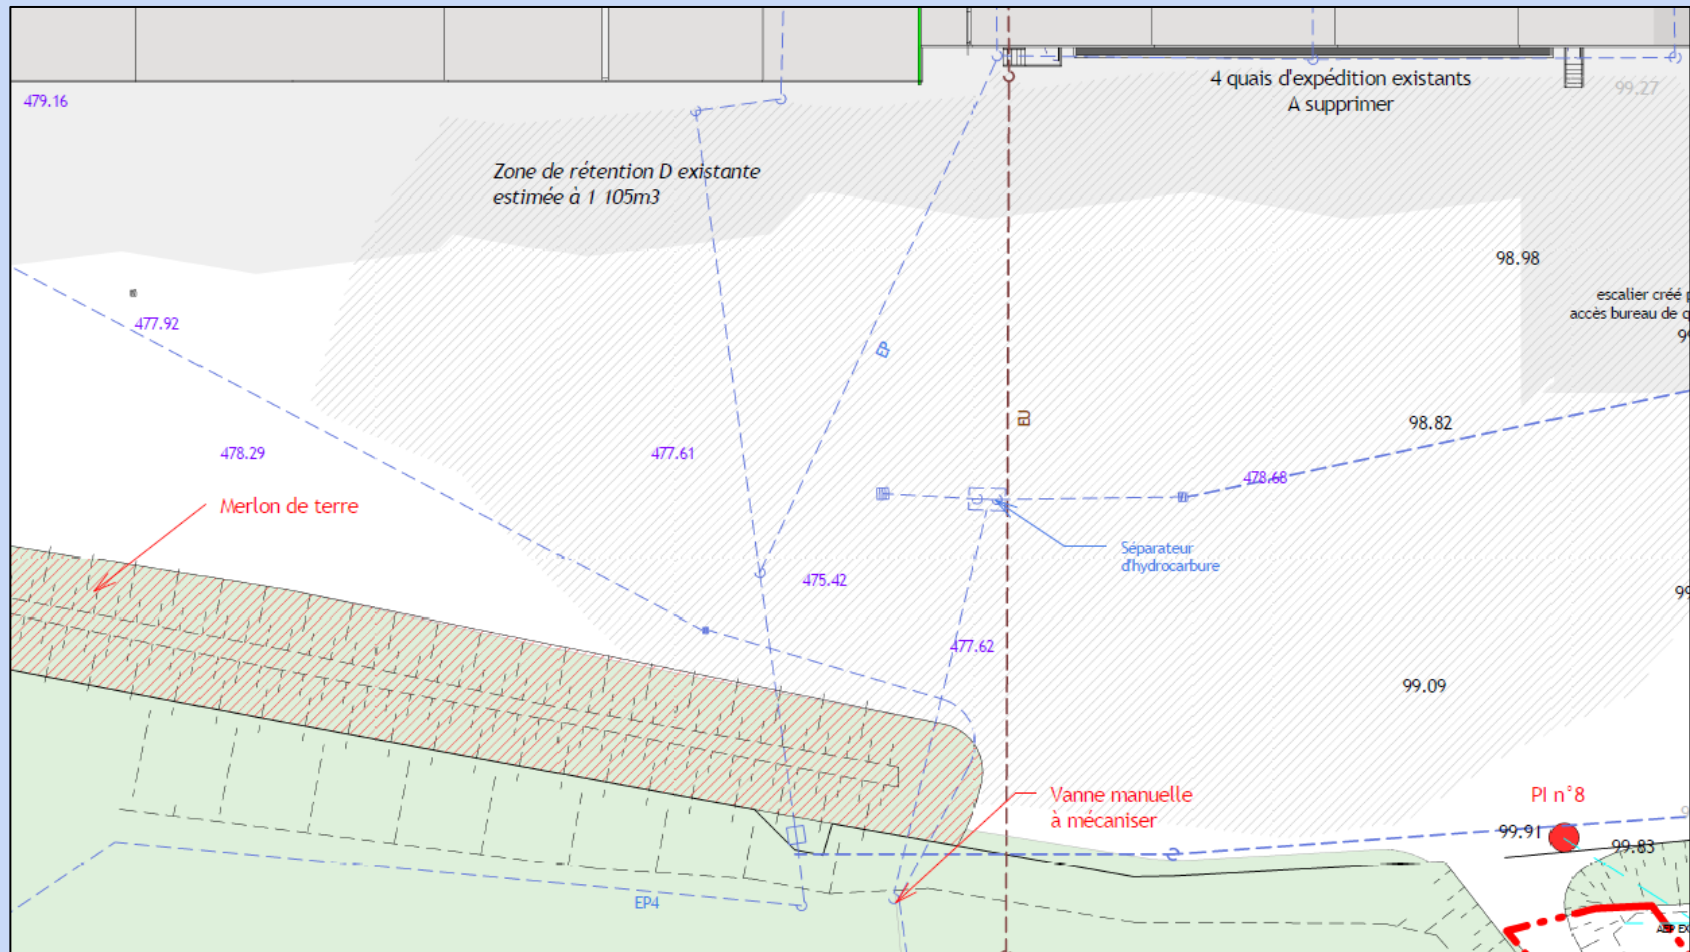 4 quais d'expédition existants
A supprimer
99.27
479.16
Zone de rétention D existante
estimée à 1 105m3
98.98
escalier créé
accès bureau de
477.92
EP
EU
98.82
478.29
477.61
478.68
Merlon de terre
Séparateur
d'hydrocarbure
475.42
477.62
99.09
Vanne manuelle
à mécaniser
PI n°8
99.91
99.83
EP4